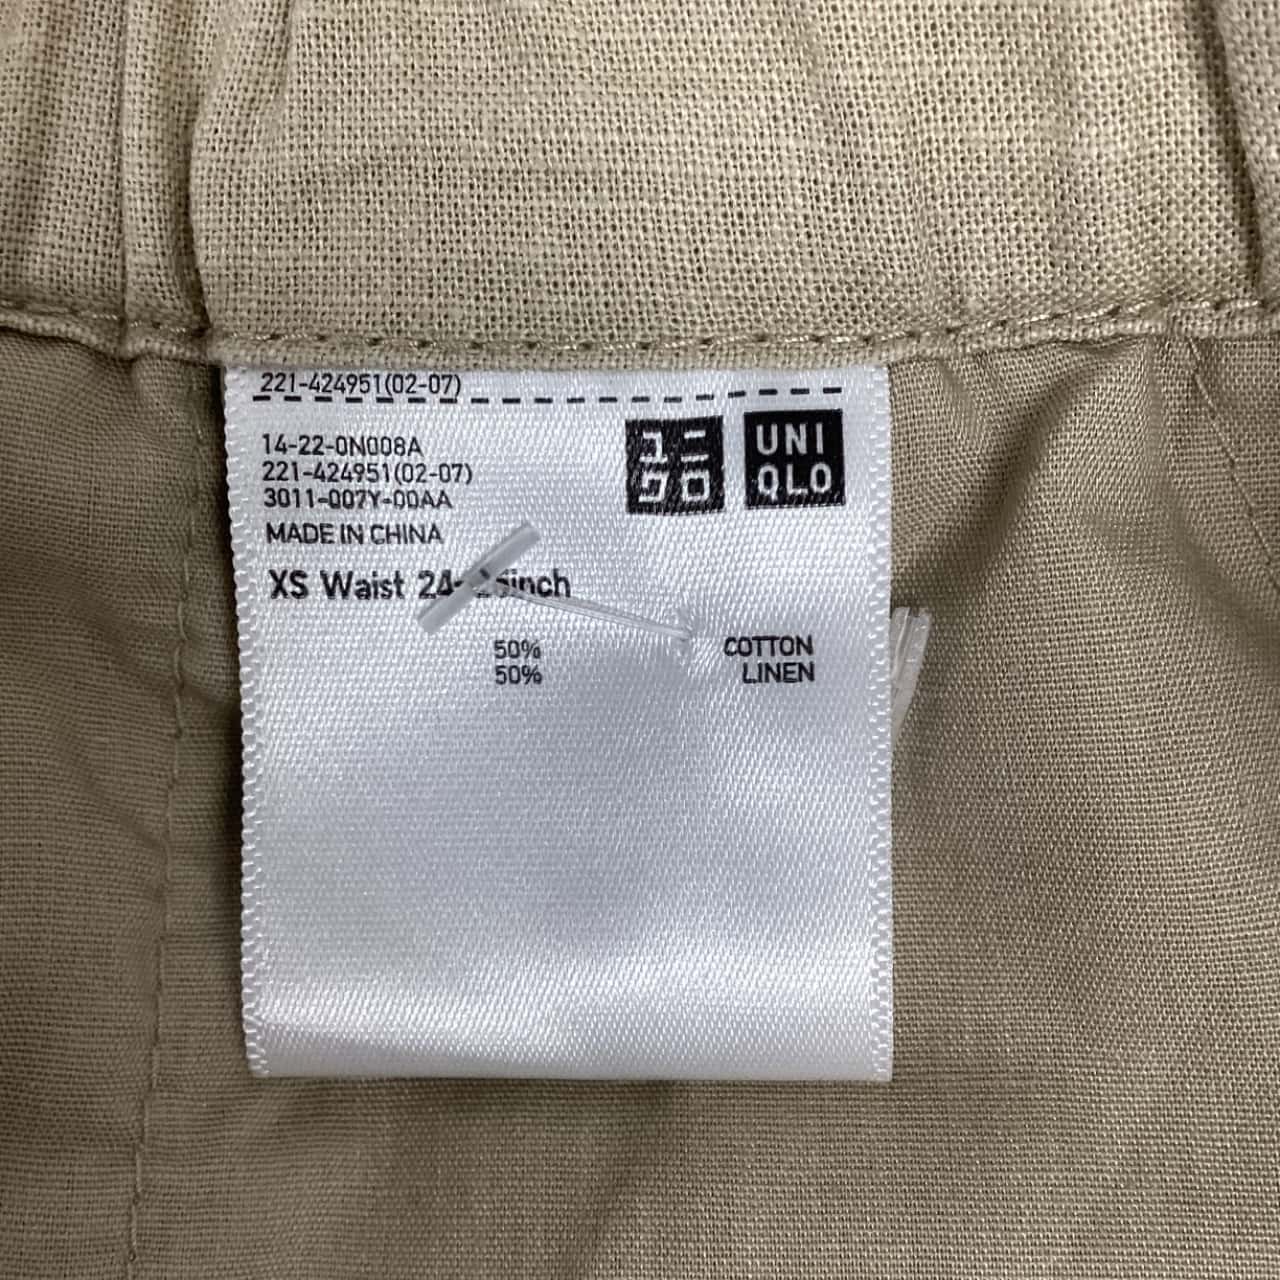 221-424951(02-07)
14-22-0N008A
221-424951(02-07)
3011-007Y-00AA
MADE IN CHINA
ユニ
クロ
UNI
QLO
XS Waist
50% COTTON
50% LINEN